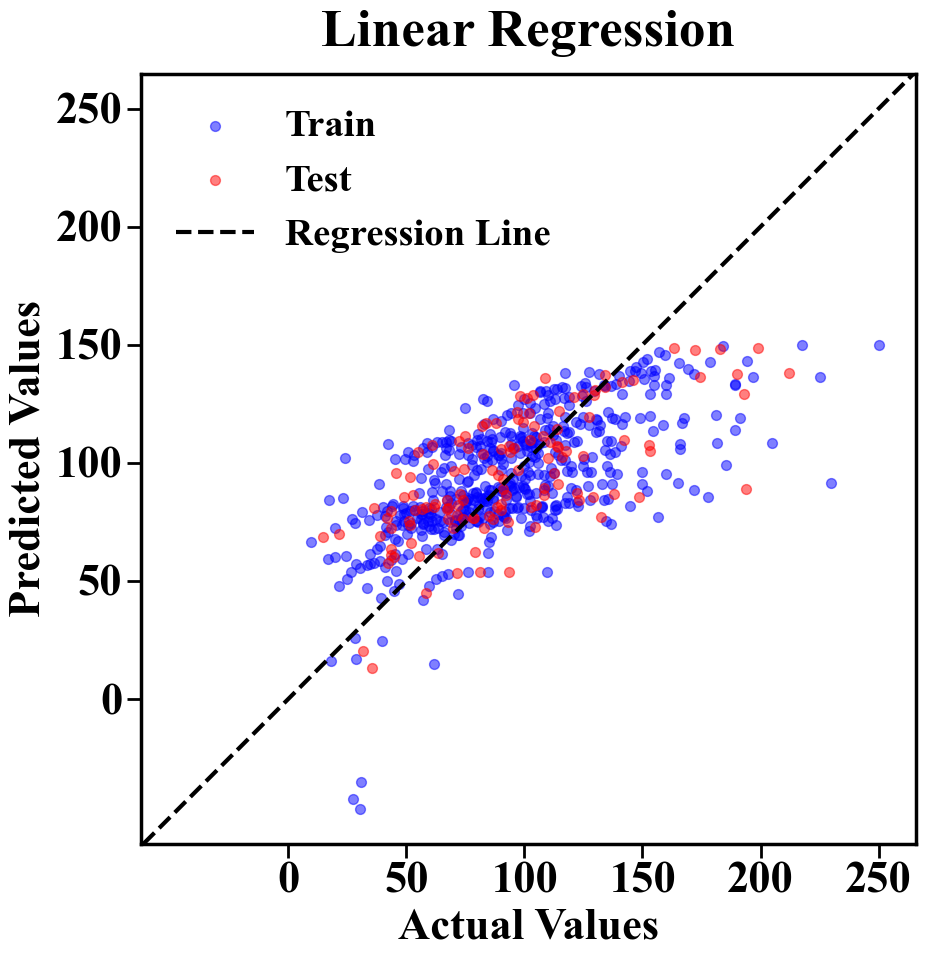 Linear Regression
250
200
150
100
50
0
Predicted Values
Train
Test
Regression Line
0 50 100 150 200 250
Actual Values